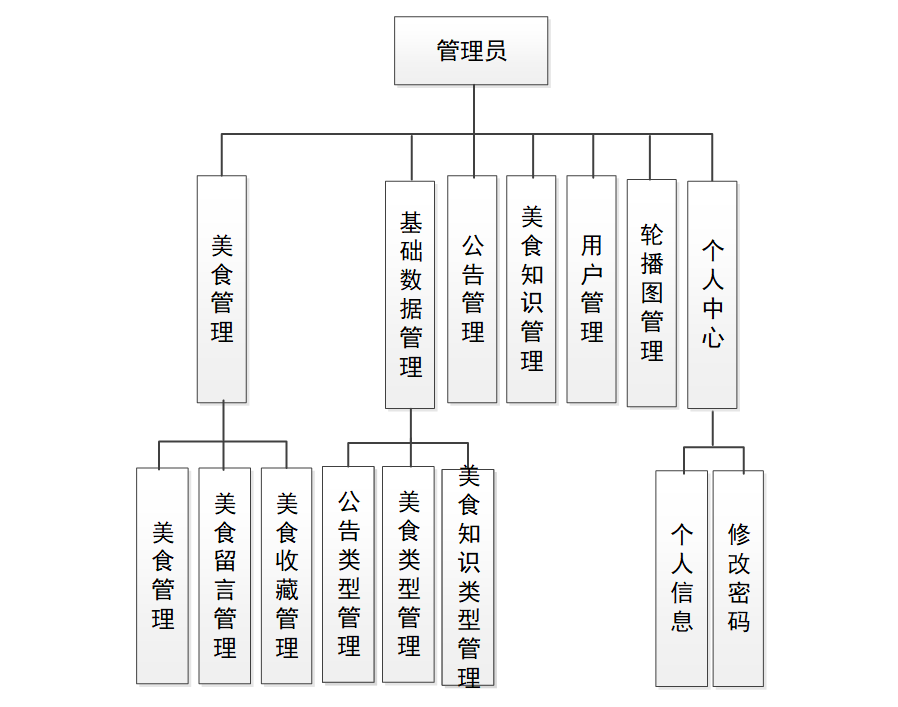 管理员
美食管理
基础数据管理
公告管理
美食知识管理
用户管理
轮播图管理
个人中心
美食管理
美食留言管理
美食收藏管理
公告类型管理
美食类型管理
美食知识类型管理
个人信息
修改密码